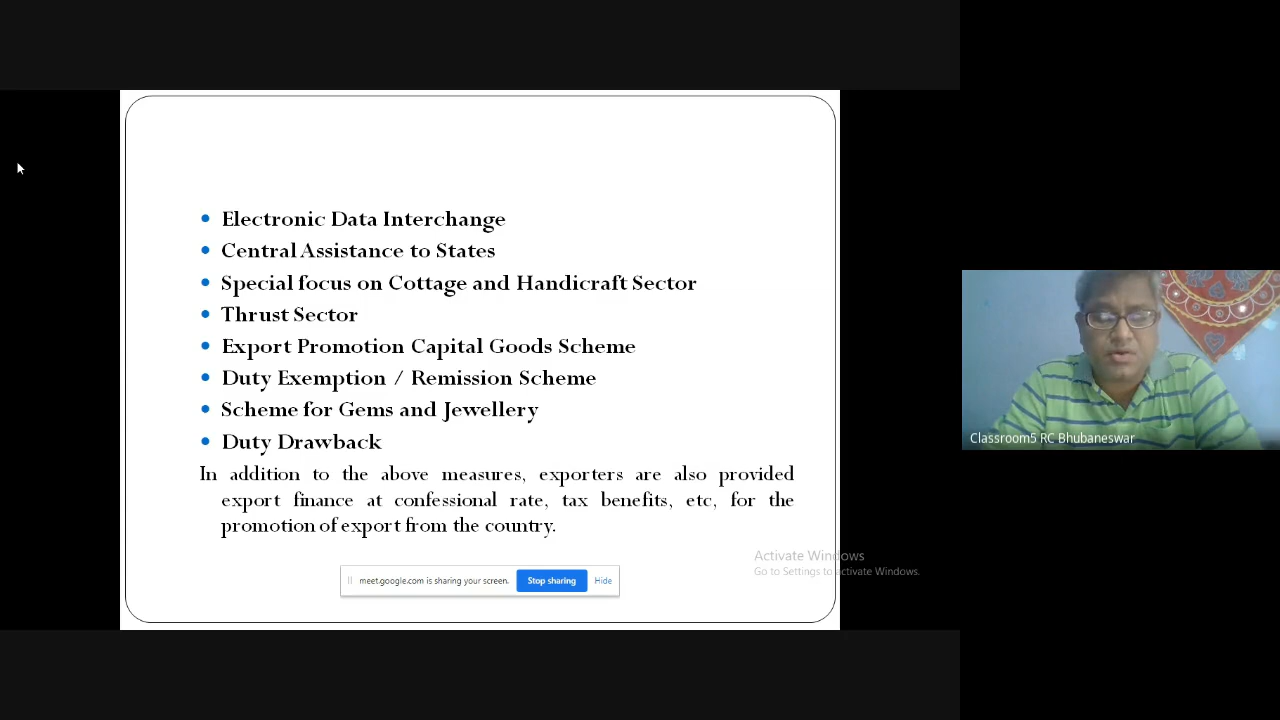 Electronic Data Interchange
Central Assistance to States
Special focus on Cottage and Handicraft Sector
Thrust Sector
Export Promotion Capital Goods Scheme
Duty Exemption / Remission Scheme
Scheme for Gems and Jewellery
Duty Drawback
In addition to the above measures, exporters are also provided
export finance at confessional rate, tax benefits, etc, for the
promotion of export from the country.
meet.google.com is sharing your screen. Stop sharing Hide
Activate Windows
Go to Settings to activate Windows.
Classroom5 RC Bhubaneswar